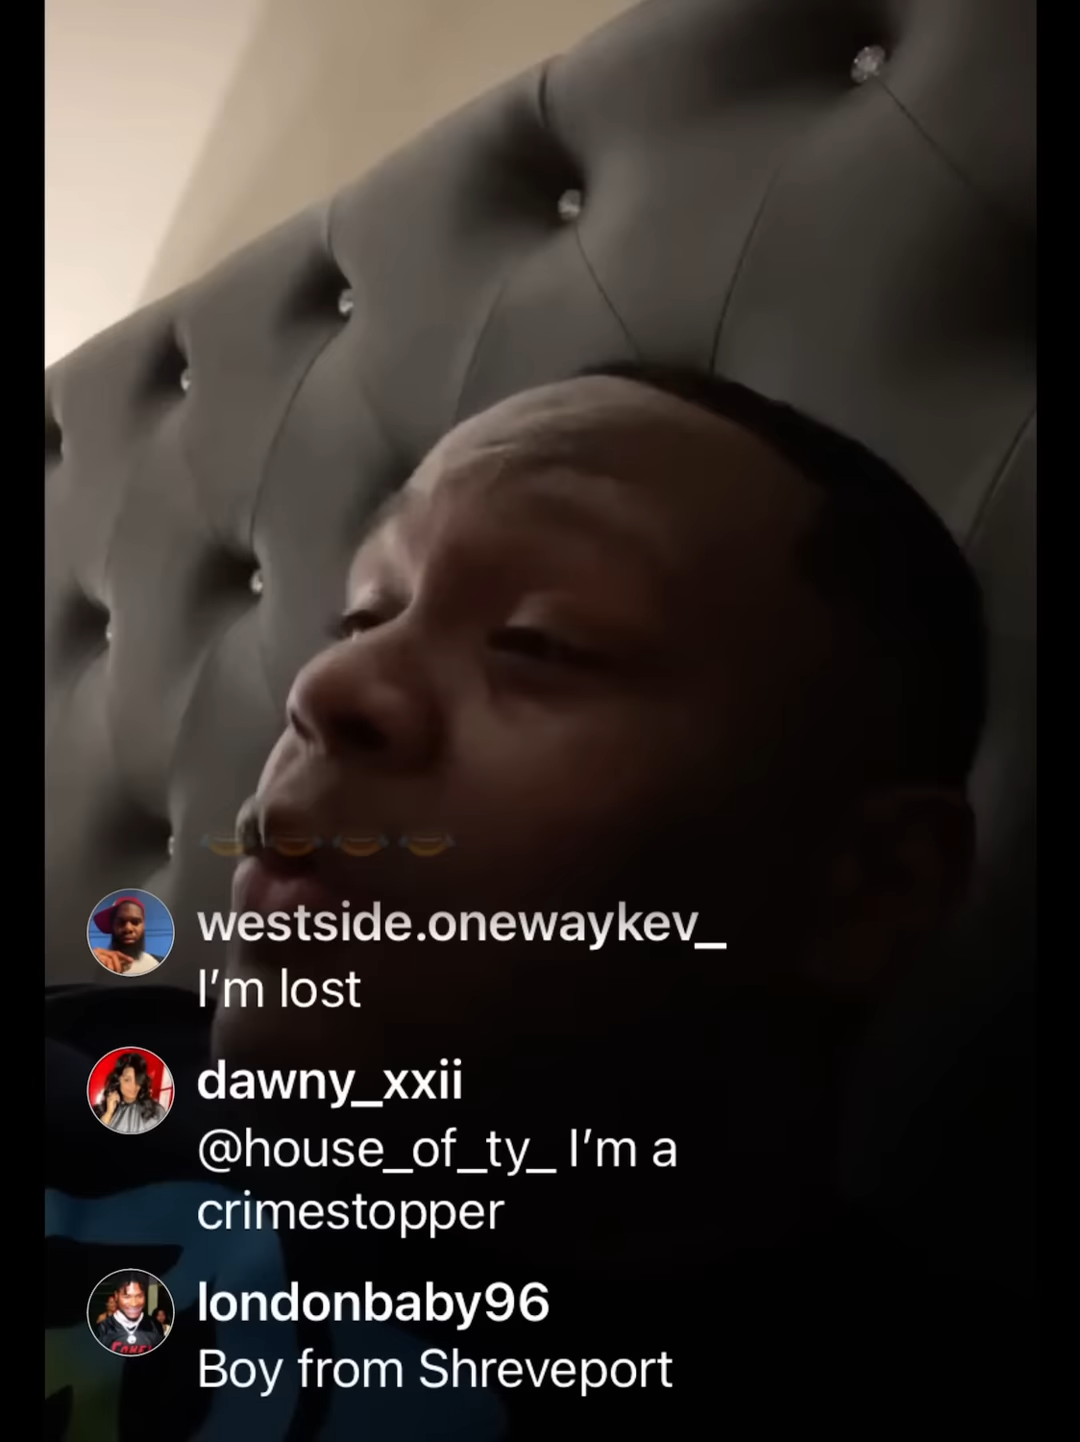 westside.onewaykev_
I'm lost
dawny_xxii
@house_of_ty_ I'm a
crimestopper
londonbaby96
Boy from Shreveport